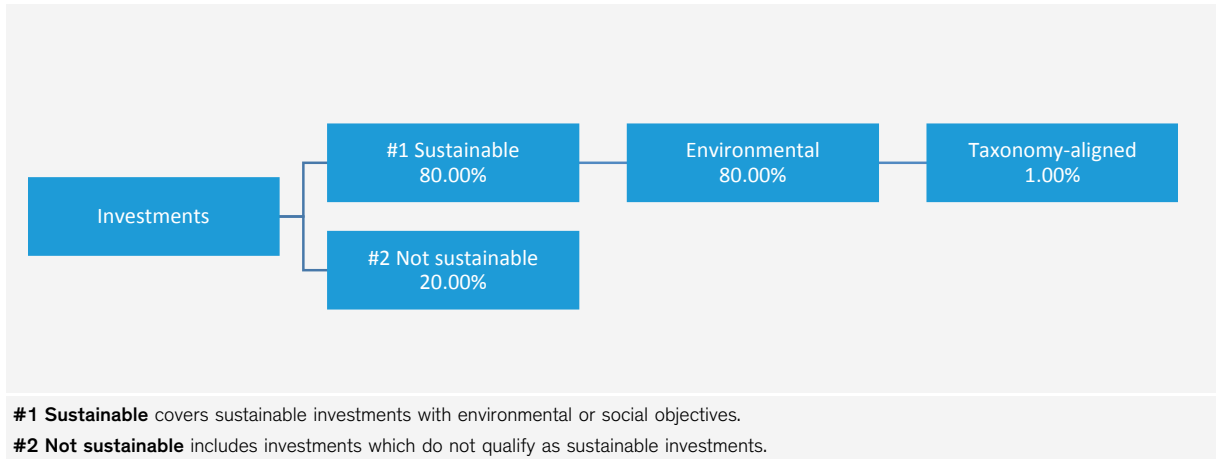 Investments
#1 Sustainable
80.00%
#2 Not sustainable
20.00%
Environmental
80.00%
Taxonomy-aligned
1.00%
#1 Sustainable covers sustainable investments with environmental or social objectives.
#2 Not sustainable includes investments which do not qualify as sustainable investments.